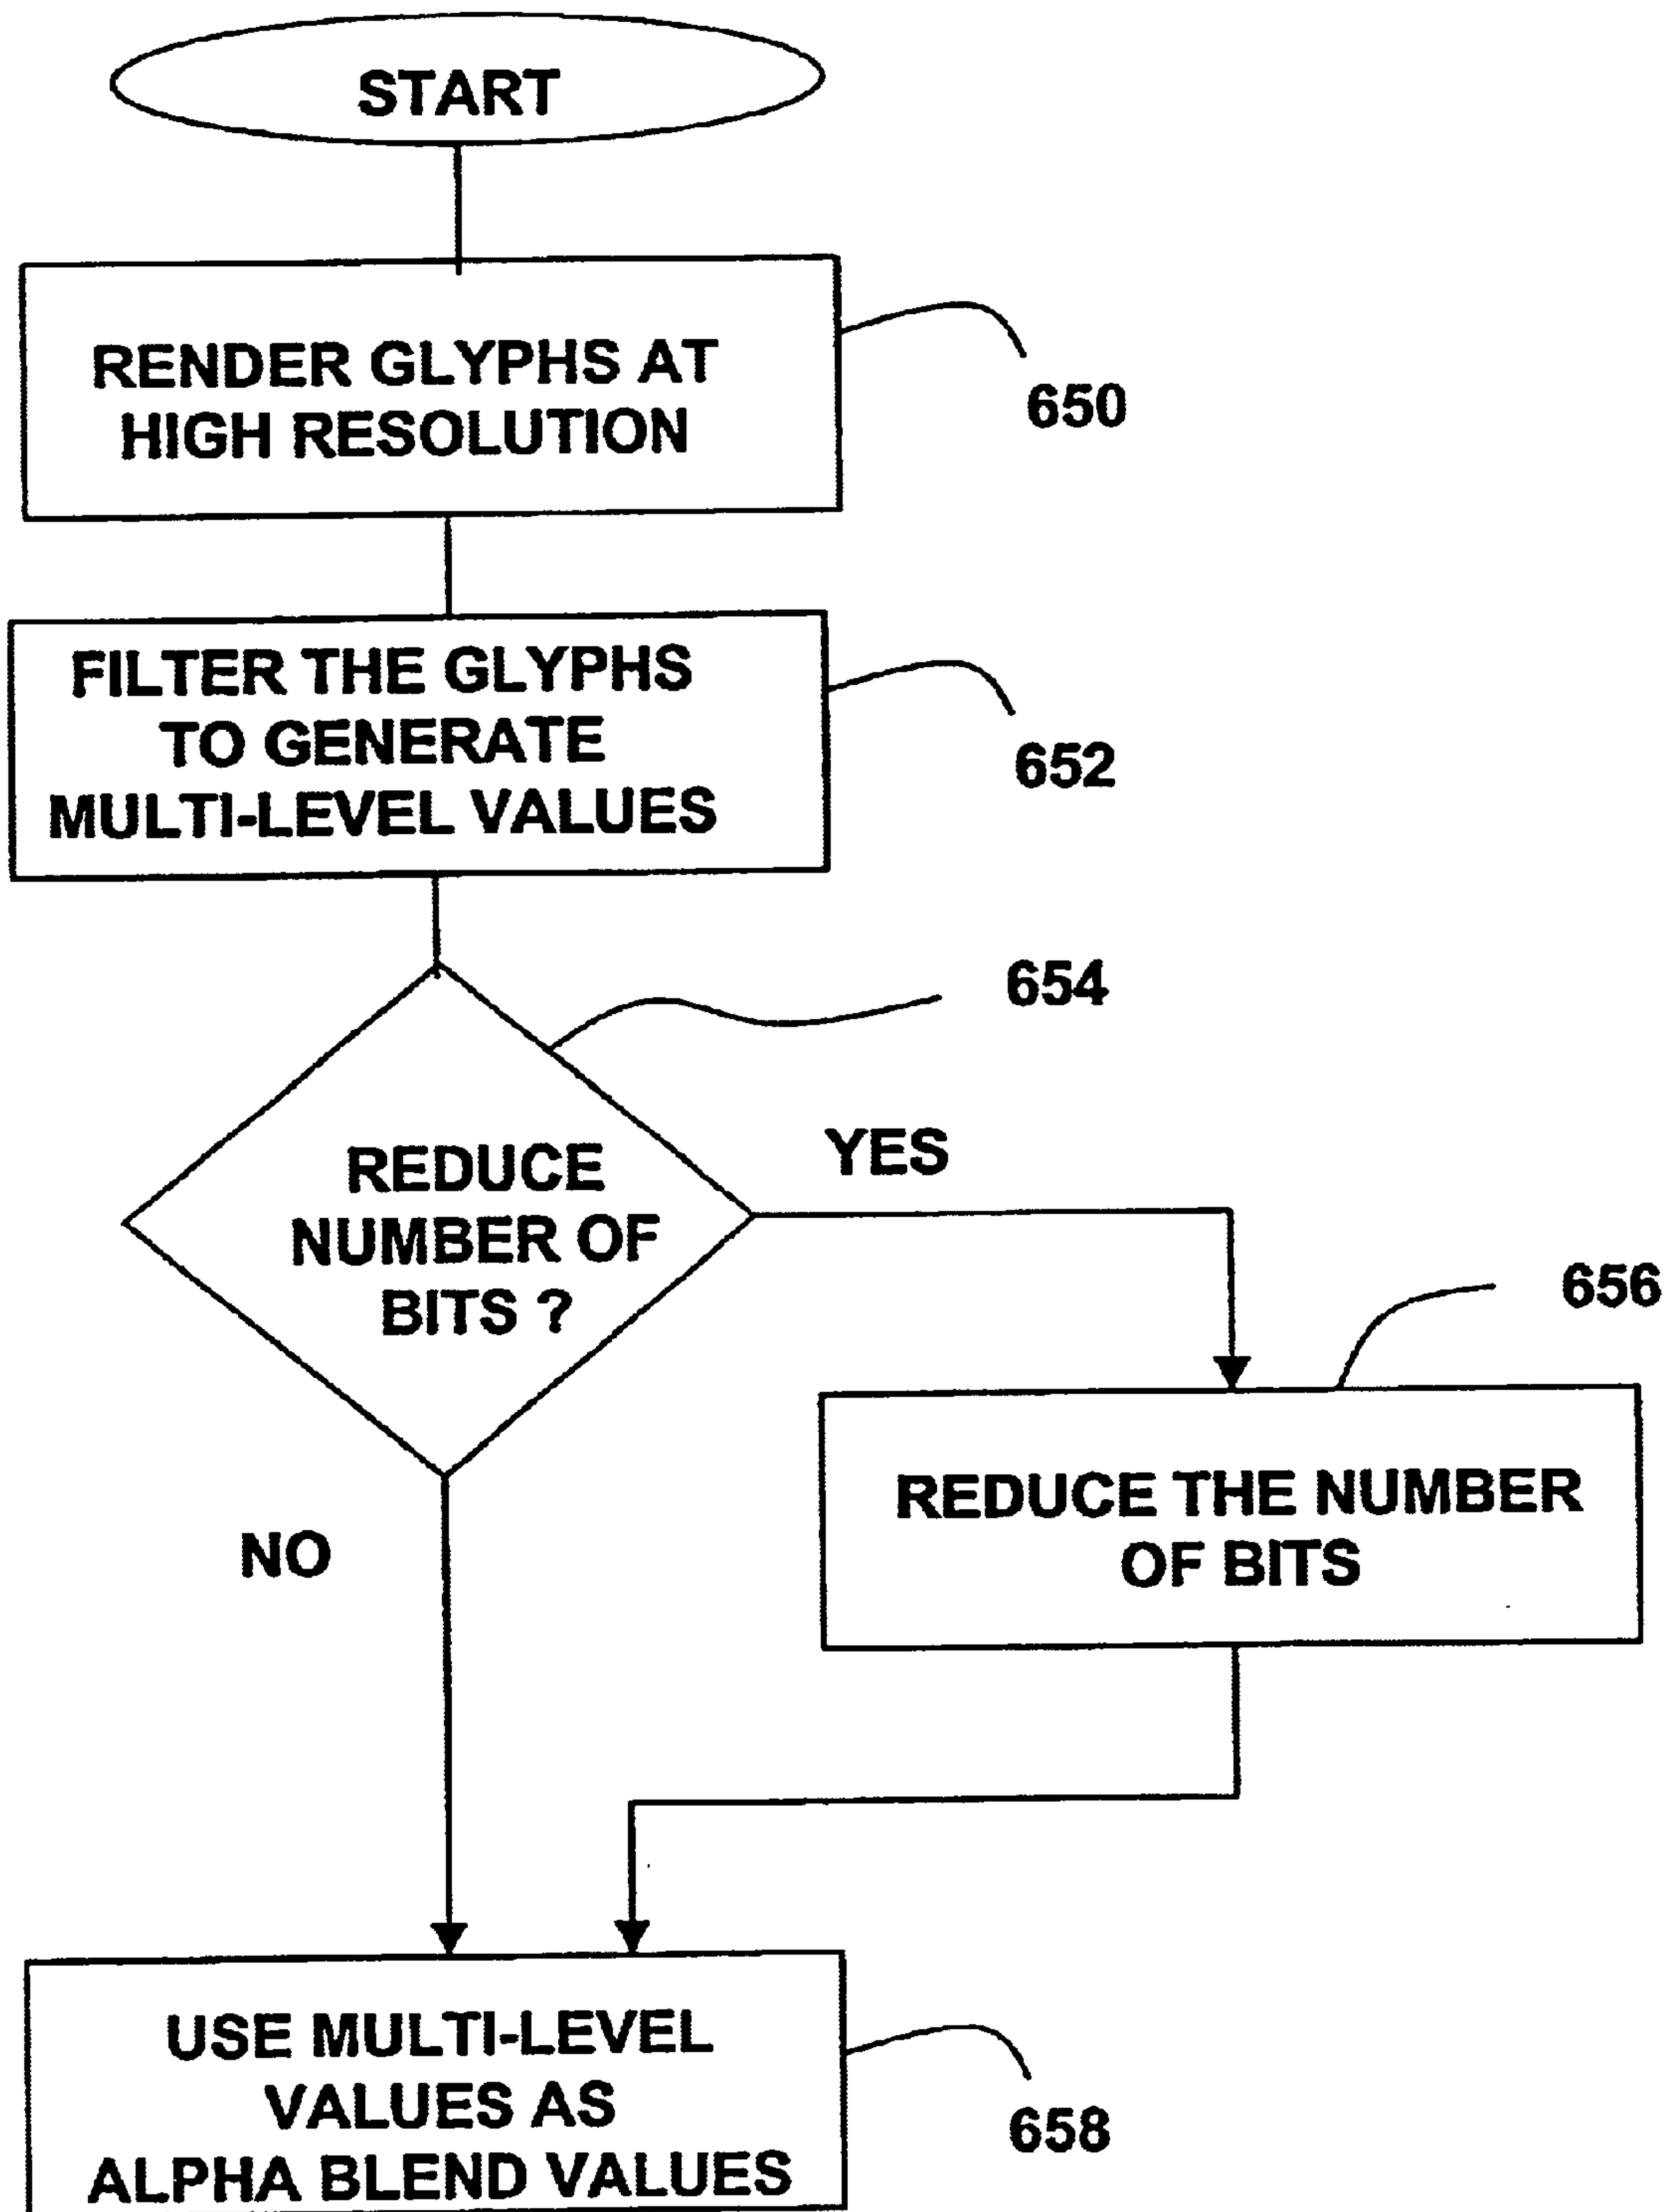 START
RENDER GLYPHS AT
HIGH RESOLUTION
650
FILTER THE GLYPHS
TO GENERATE
MULTI-LEVEL VALUES
652
654
REDUCE
NUMBER OF
BITS ?
YES
656
REDUCE THE NUMBER
OF BITS
NO
USE MULTI-LEVEL
VALUES AS
ALPHA BLEND VALUES
658